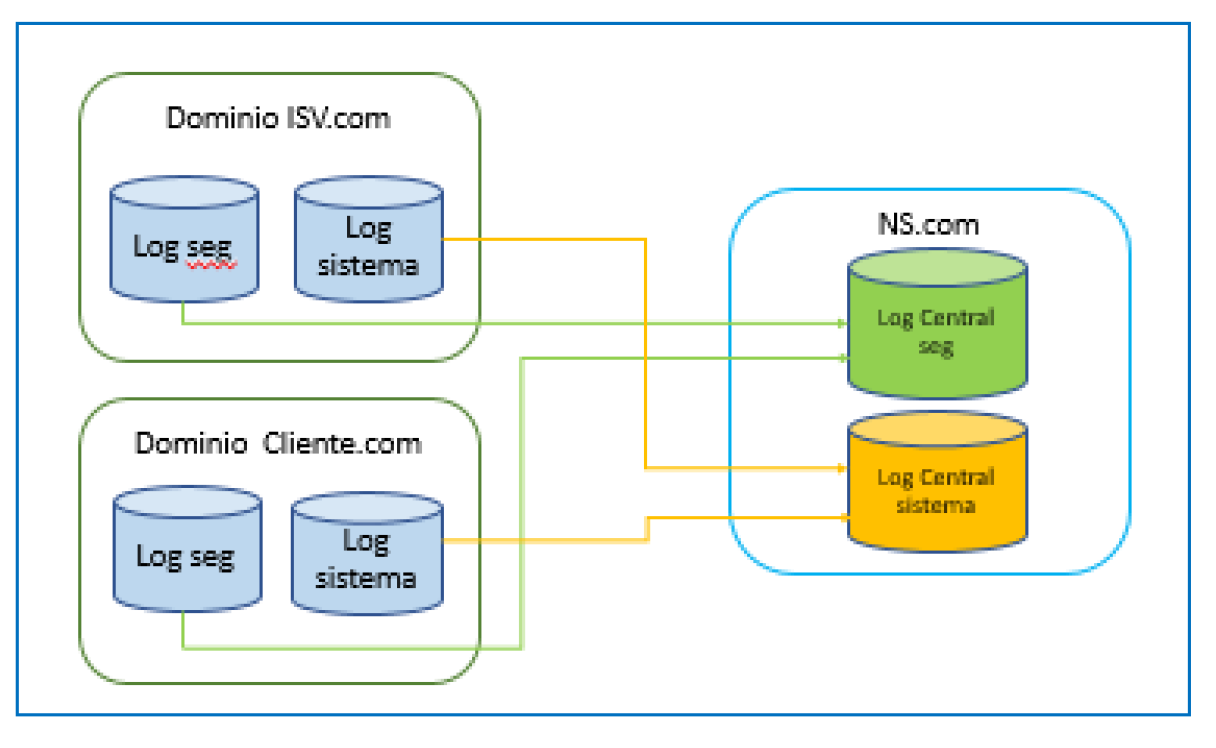 Dominio ISV.com
Log seg
Log
sistema
NS.com
Log Central
seg
Log Central
sistema
Dominio  Cliente.com
Log seg
Log
sistema